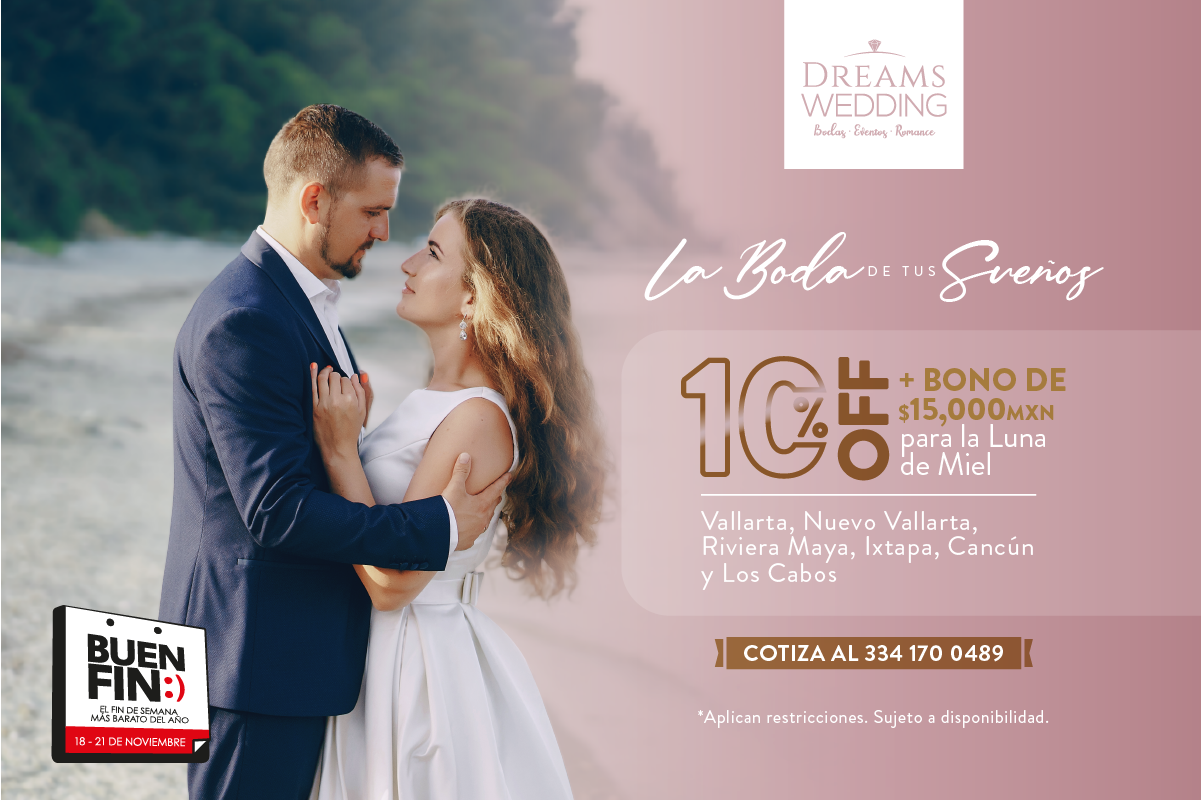 DREAMS
WEDDING
Bodas · Eventos · Romance
La Boda DE TUS Sueños
10% OFF
+ BONO DE
$15,000MXN
para la Luna
de Miel
Vallarta, Nuevo Vallarta,
Riviera Maya, Ixtapa, Cancún
y Los Cabos
COTIZA AL 334 170 0489
*Aplican restricciones. Sujeto a disponibilidad.
BUEN
FIN:)
EL FIN DE SEMANA
MÁS BARATO DEL AÑO
18 - 21 DE NOVIEMBRE